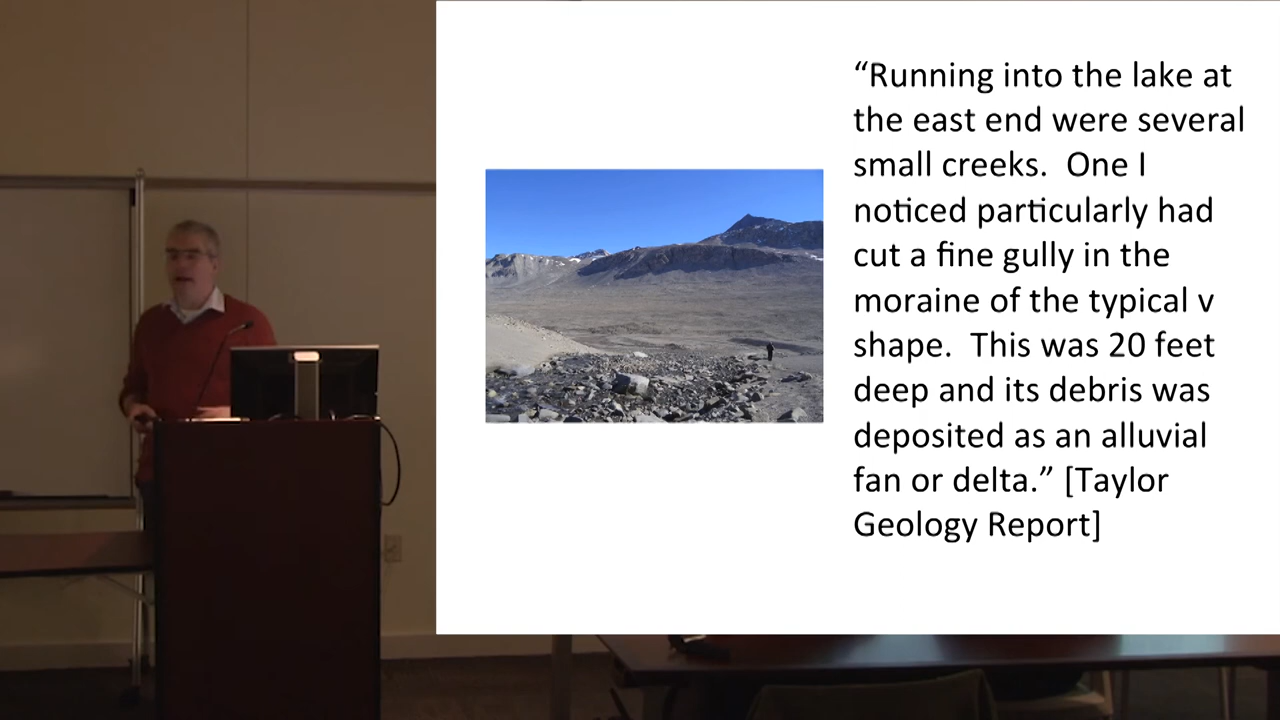 “Running into the lake at
the east end were several
small creeks.  One I
noticed particularly had
cut a fine gully in the
moraine of the typical v
shape.  This was 20 feet
deep and its debris was
deposited as an alluvial
fan or delta.” [Taylor
Geology Report]